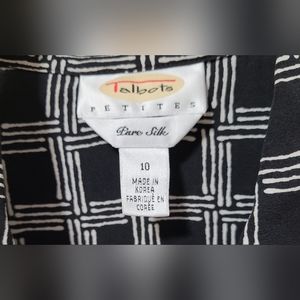 Talbots
PETITES
Pure Silk
10
MADE IN
KOREA
FABRIQUÉ EN
CORÉE